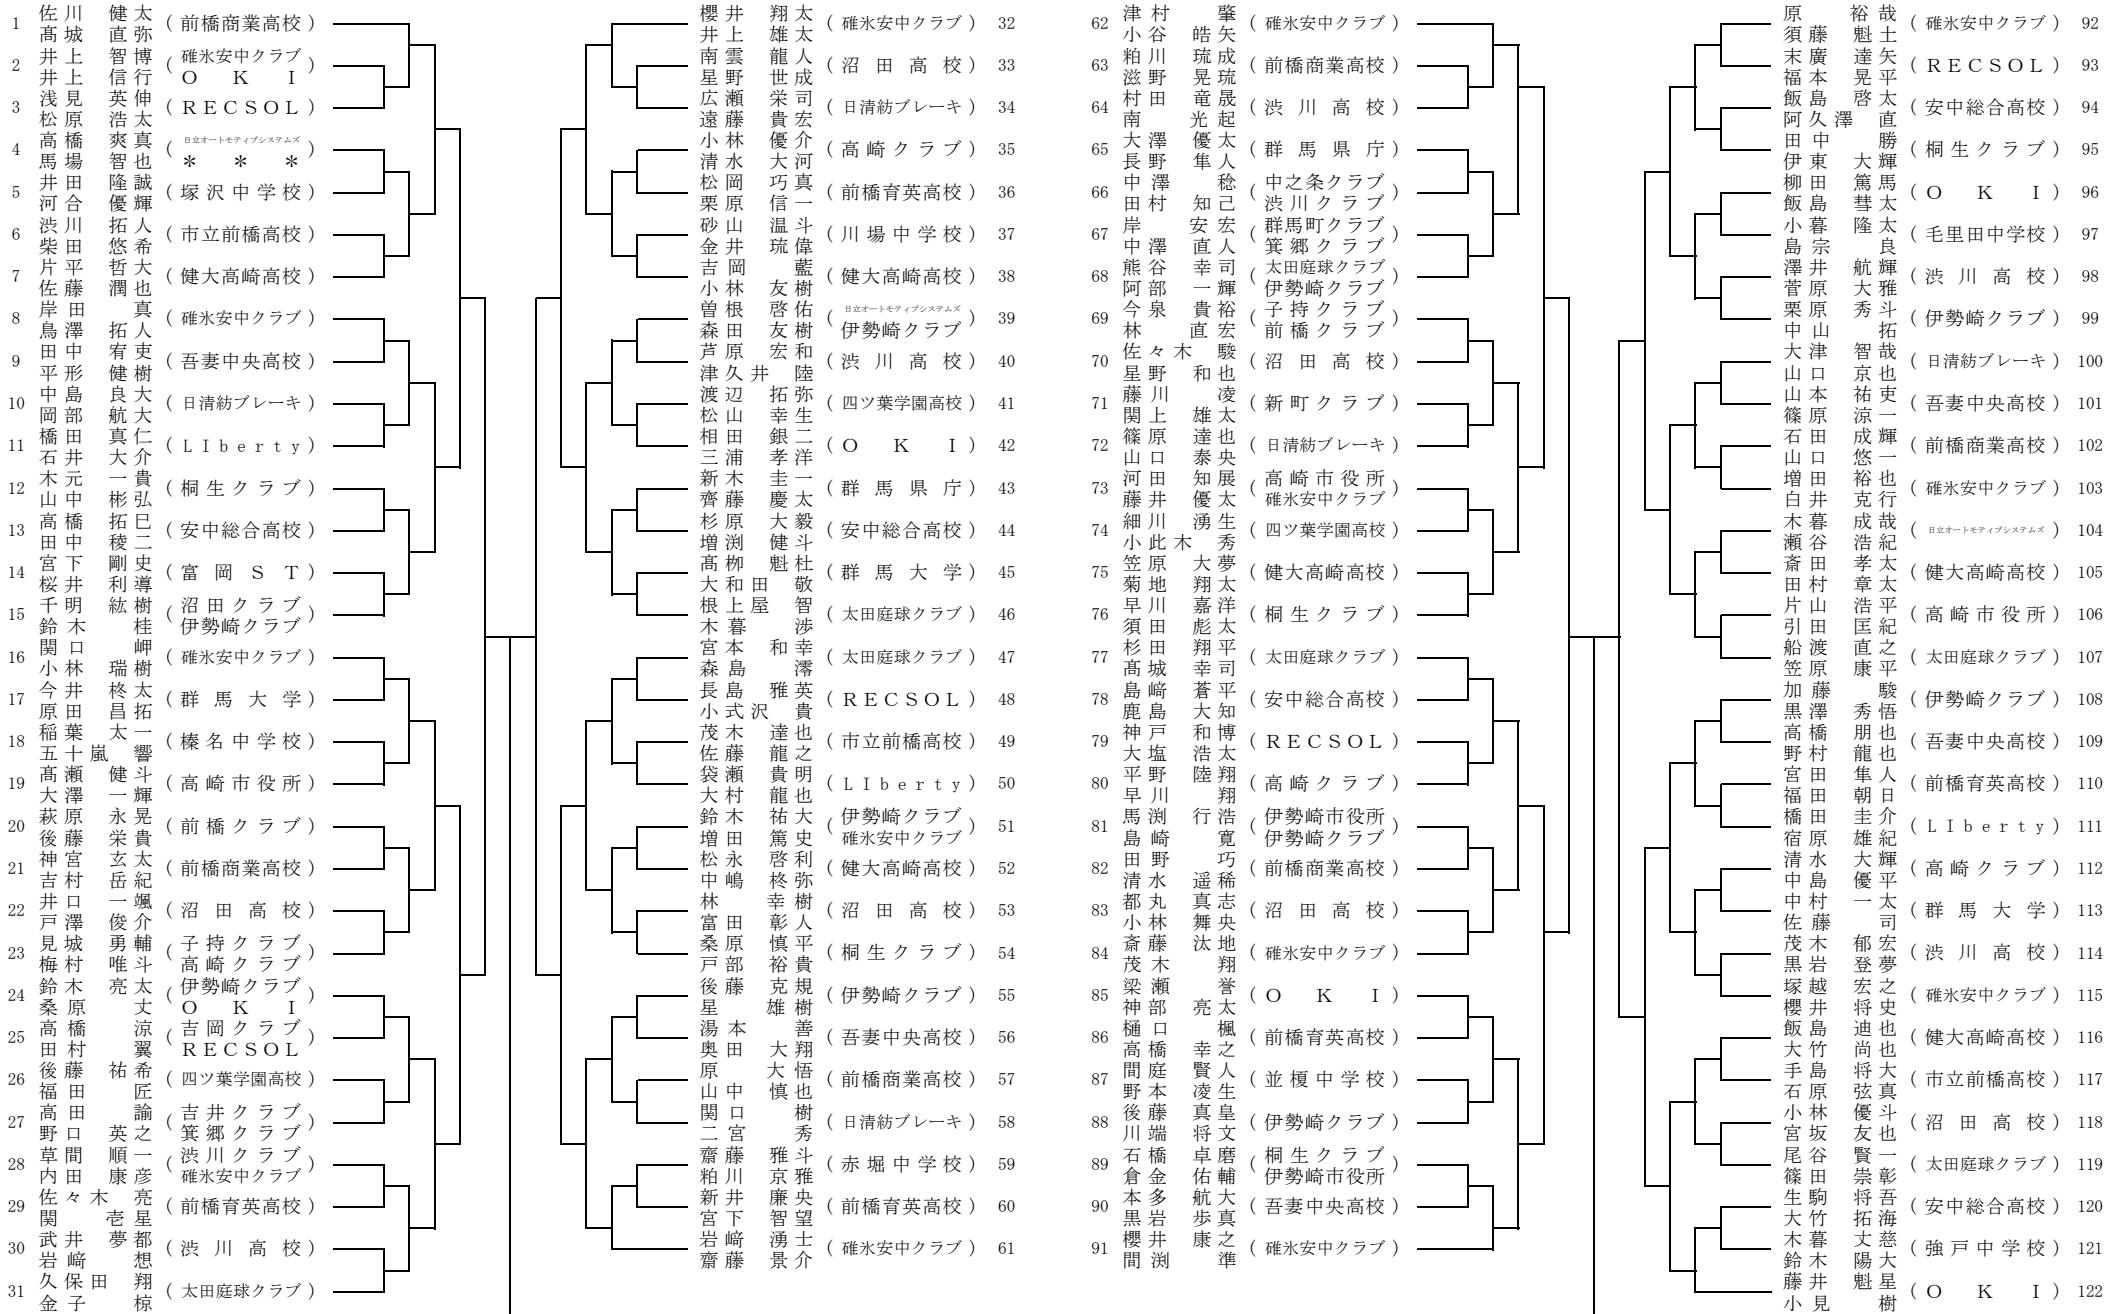 佐川 健太
1 (前橋商業高校)
髙城 直弥
井上 智博 碓氷安中クラブ
2
井上 信行 OKI
浅見 英伸
3 (RECSOL)
松原 浩太
高橋 爽真 日立オートモティブシステムズ
4
馬場 智也 ***
井田 隆誠
5 (塚沢中学校)
河合 優輝
渋川 拓人
6 (市立前橋高校)
柴田 悠希
片平 哲大
7 (健大高崎高校)
佐藤 潤也
岸田 真
8 (碓氷安中クラブ)
鳥澤 拓人
田中 宥吏
9 (吾妻中央高校)
平形 健樹
中島 良大
10 (日清紡ブレーキ)
岡部 航大
橋田 真仁
11 (LIberty)
石井 大介
木元 一貴
12 (桐生クラブ)
山中 彬弘
高橋 拓巳
13 (安中総合高校)
田中 稜二
宮下 剛史
14 (富岡ST)
桜井 利導
千明 紘樹 沼田クラブ
15
鈴木 桂 伊勢崎クラブ
関口 岬
16 (碓氷安中クラブ)
小林 瑞樹
今井 柊太
17 (群馬大学)
原田 昌拓
稲葉 太一
18 (榛名中学校)
五十嵐 響
髙瀬 健斗
19 (高崎市役所)
大澤 一輝
萩原 永晃
20 (前橋クラブ)
後藤 栄貴
神宮 玄太
21 (前橋商業高校)
吉村 岳紀
井口 一颯
22 (沼田高校)
戸澤 俊介
見城 勇輔 子持クラブ
23
梅村 唯斗 高崎クラブ
鈴木 亮太 伊勢崎クラブ
24
桑原 丈 OKI
高橋 涼 吉岡クラブ
25
田村 翼 RECSOL
後藤 祐希
26 (四ツ葉学園高校)
福田 匠
高田 諭 吉井クラブ
27
野口 英之 箕郷クラブ
草間 順一 渋川クラブ
28
内田 康彦 碓氷安中クラブ
佐々木 亮
29 (前橋育英高校)
関 壱星
武井 夢都
30 (渋川高校)
岩﨑 想
久保田 翔
31 (太田庭球クラブ)
金子 椋
櫻井 翔太
(碓氷安中クラブ) 32
井上 雄太
南雲 龍人
(沼田高校) 33
星野 世成
広瀬 栄司
(日清紡ブレーキ) 34
遠藤 貴宏
小林 優介
(高崎クラブ) 35
清水 大河
松岡 巧真
(前橋育英高校) 36
栗原 信一
砂山 温斗
(川場中学校) 37
金井 琉偉
吉岡 藍
(健大高崎高校) 38
小林 友樹
曽根 啓佑 日立オートモティブシステムズ
39
森田 友樹 伊勢崎クラブ
芦原 宏和
(渋川高校) 40
津久井 陸
渡辺 拓弥
(四ツ葉学園高校) 41
松山 幸生
相田 銀二
(OKI) 42
三浦 孝洋
新木 圭一
(群馬県庁) 43
齊藤 慶太
杉原 大毅
(安中総合高校) 44
増渕 健斗
髙栁 魁杜
(群馬大学) 45
大和田 敬
根上屋 智
(太田庭球クラブ) 46
木暮 渉
宮本 和幸
(太田庭球クラブ) 47
森島 澪
長島 雅英
(RECSOL) 48
小式沢 貴
茂木 達也
(市立前橋高校) 49
佐藤 龍之
袋瀬 貴明
(LIberty) 50
大村 龍也
鈴木 祐大 伊勢崎クラブ
51
増田 篤史 碓氷安中クラブ
松永 啓利
(健大高崎高校) 52
中嶋 柊弥
林 幸樹
(沼田高校) 53
富田 彰人
桑原 慎平
(桐生クラブ) 54
戸部 裕貴
後藤 克規
(伊勢崎クラブ) 55
星 雄樹
湯本 善
(吾妻中央高校) 56
奥田 大翔
原 大悟
(前橋商業高校) 57
山中 慎也
関口 樹
(日清紡ブレーキ) 58
二宮 秀
齋藤 雅斗
(赤堀中学校) 59
粕川 京雅
新井 廉央
(前橋育英高校) 60
宮下 智望
岩﨑 湧士
(碓氷安中クラブ) 61
齋藤 景介
津村 肇
62 (碓氷安中クラブ)
小谷 皓矢
粕川 琉成
63 (前橋商業高校)
滋野 晃琉
村田 竜晟
64 (渋川高校)
南 光起
大澤 優太
65 (群馬県庁)
長野 隼人
中澤 稔 中之条クラブ
66
田村 知己 渋川クラブ
岸 安宏 群馬町クラブ
67
中澤 直人 箕郷クラブ
熊谷 幸司 太田庭球クラブ
68
阿部 一輝 伊勢崎クラブ
今泉 貴裕 子持クラブ
69
林 直宏 前橋クラブ
佐々木 駿
70 (沼田高校)
星野 和也
藤川 凌
71 (新町クラブ)
関上 雄太
篠原 達也
72 (日清紡ブレーキ)
山口 泰央
河田 知展 高崎市役所
73
藤井 優太 碓氷安中クラブ
細川 湧生
74 (四ツ葉学園高校)
小此木 秀
笠原 大夢
75 (健大高崎高校)
菊地 翔太
早川 嘉洋
76 (桐生クラブ)
須田 彪太
杉田 翔平
77 (太田庭球クラブ)
髙城 幸司
島﨑 蒼平
78 (安中総合高校)
鹿島 大知
神戸 和博
79 (RECSOL)
大塩 浩太
平野 陸翔
80 (高崎クラブ)
早川 翔
馬渕 行浩 伊勢崎市役所
81
島崎 寛 伊勢崎クラブ
田野 巧
82 (前橋商業高校)
清水 遥稀
都丸 真志
83 (沼田高校)
小林 舞央
斎藤 汰地
84 (碓氷安中クラブ)
茂木 翔
梁瀬 誉
85 (OKI)
神部 亮太
樋口 楓
86 (前橋育英高校)
高橋 幸之
間庭 賢人
87 (並榎中学校)
野本 凌生
後藤 真皇
88 (伊勢崎クラブ)
川端 将文
石橋 卓磨 桐生クラブ
89
倉金 佑輔 伊勢崎市役所
本多 航大
90 (吾妻中央高校)
黒岩 歩真
櫻井 康之
91 (碓氷安中クラブ)
間渕 準
原 裕哉
(碓氷安中クラブ) 92
須藤 魁土
末廣 達矢
(RECSOL) 93
福本 晃平
飯島 啓太
(安中総合高校) 94
阿久澤 直
田中 勝
(桐生クラブ) 95
伊東 大輝
柳田 篤馬
(OKI) 96
飯島 彗太
小暮 隆太
(毛里田中学校) 97
島宗 良
澤井 航輝
(渋川高校) 98
菅原 大雅
栗原 秀斗
(伊勢崎クラブ) 99
中山 拓
大津 智哉
(日清紡ブレーキ) 100
山口 京也
山本 祐吏
(吾妻中央高校) 101
篠原 涼一
石田 成輝
(前橋商業高校) 102
山口 悠一
増田 裕也
(碓氷安中クラブ) 103
白井 克行
木暮 成哉
(日立オートモティブシステムズ) 104
瀬谷 浩紀
斎田 孝太
(健大高崎高校) 105
田村 章太
片山 浩平
(高崎市役所) 106
引田 匡紀
船渡 直之
(太田庭球クラブ) 107
笠原 康平
加藤 駿
(伊勢崎クラブ) 108
黒澤 秀悟
高橋 朋也
(吾妻中央高校) 109
野村 龍也
宮田 隼人
(前橋育英高校) 110
福田 朝日
橋田 圭介
(LIberty) 111
宿原 雄紀
清水 大輝
(高崎クラブ) 112
中島 優平
中村 一太
(群馬大学) 113
佐藤 司
茂木 郁宏
(渋川高校) 114
黒岩 登夢
塚越 宏之
(碓氷安中クラブ) 115
櫻井 将史
飯島 迪也
(健大高崎高校) 116
大竹 尚也
手島 将大
(市立前橋高校) 117
石原 弦真
小林 優斗
(沼田高校) 118
宮坂 友也
尾谷 賢一
(太田庭球クラブ) 119
篠田 崇彰
生駒 将吾
(安中総合高校) 120
大竹 拓海
木暮 丈慈
(強戸中学校) 121
鈴木 陽大
藤井 魁星
(OKI) 122
小見 樹